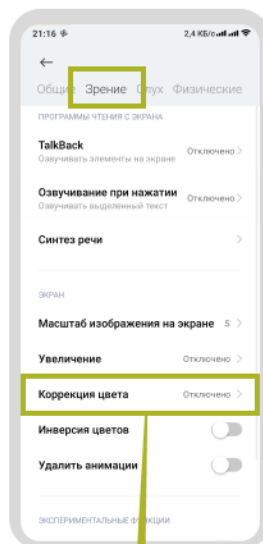 21:16 2,4 КБ/с
Общие Зрение Слух Физические
ПРОГРАММЫ ЧТЕНИЯ С ЭКРАНА
TalkBack
Озвучивать элементы на экране
Отключено
Озвучивание при нажатии
Озвучивать выделенный текст
Отключено
Синтез речи
ЭКРАН
Масштаб изображения на экране S
Увеличение Отключено
Коррекция цвета Отключено
Инверсия цветов
Удалить анимации
ЭКСПЕРИМЕНТАЛЬНЫЕ ФУНКЦИИ